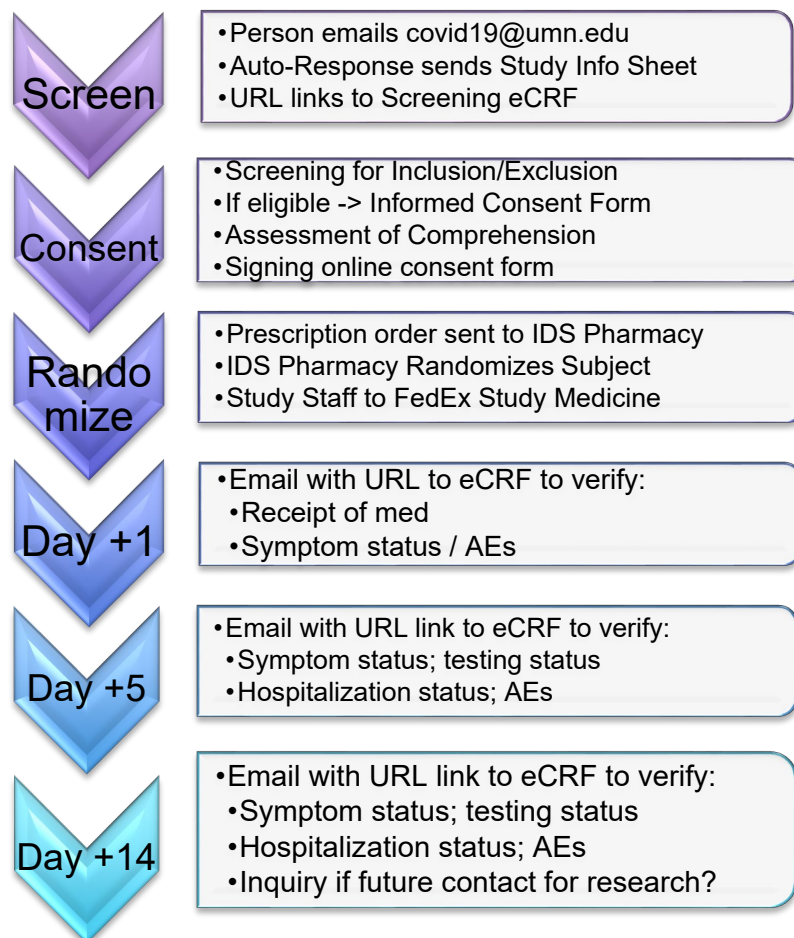 Screen
•Person emails covid19@umn.edu
•Auto-Response sends Study Info Sheet
•URL links to Screening eCRF
Consent
•Screening for Inclusion/Exclusion
•If eligible -> Informed Consent Form
•Assessment of Comprehension
•Signing online consent form
Rando
mize
•Prescription order sent to IDS Pharmacy
•IDS Pharmacy Randomizes Subject
•Study Staff to FedEx Study Medicine
Day +1
•Email with URL to eCRF to verify:
•Receipt of med
•Symptom status / AEs
Day +5
•Email with URL link to eCRF to verify:
•Symptom status; testing status
•Hospitalization status; AEs
Day +14
•Email with URL link to eCRF to verify:
•Symptom status; testing status
•Hospitalization status; AEs
•Inquiry if future contact for research?